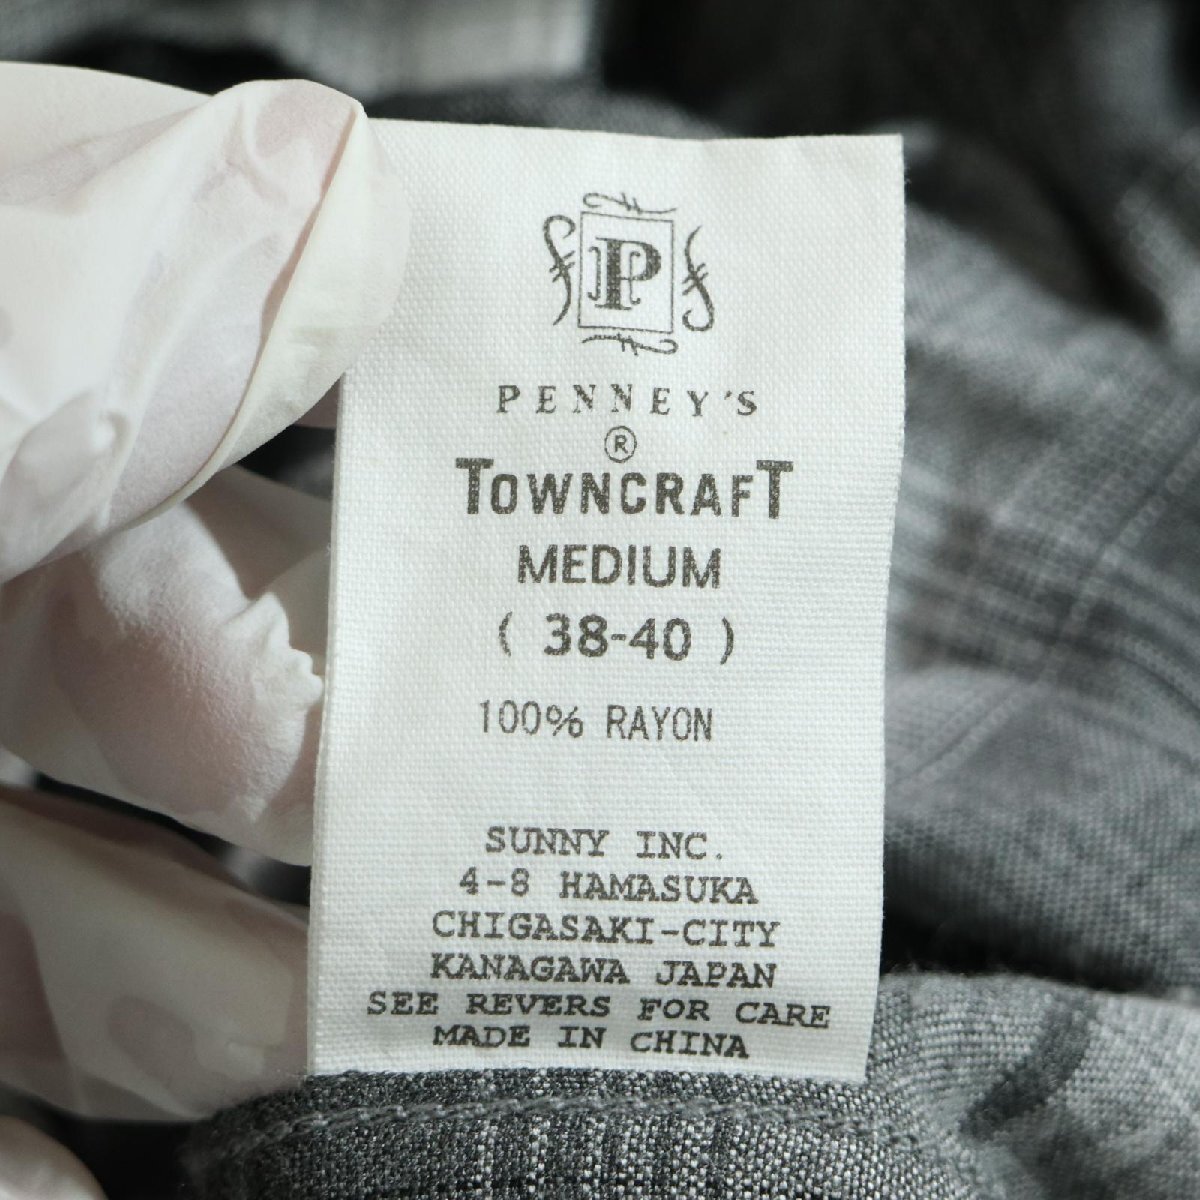 P
PENNEY'S
®
TOWNCRAFT
MEDIUM
( 38-40 )
100% RAYON
SUNNY INC.
4-8 HAMASUKA
CHIGASAKI-CITY
KANAGAWA JAPAN
SEE REVERS FOR CARE
MADE IN CHINA